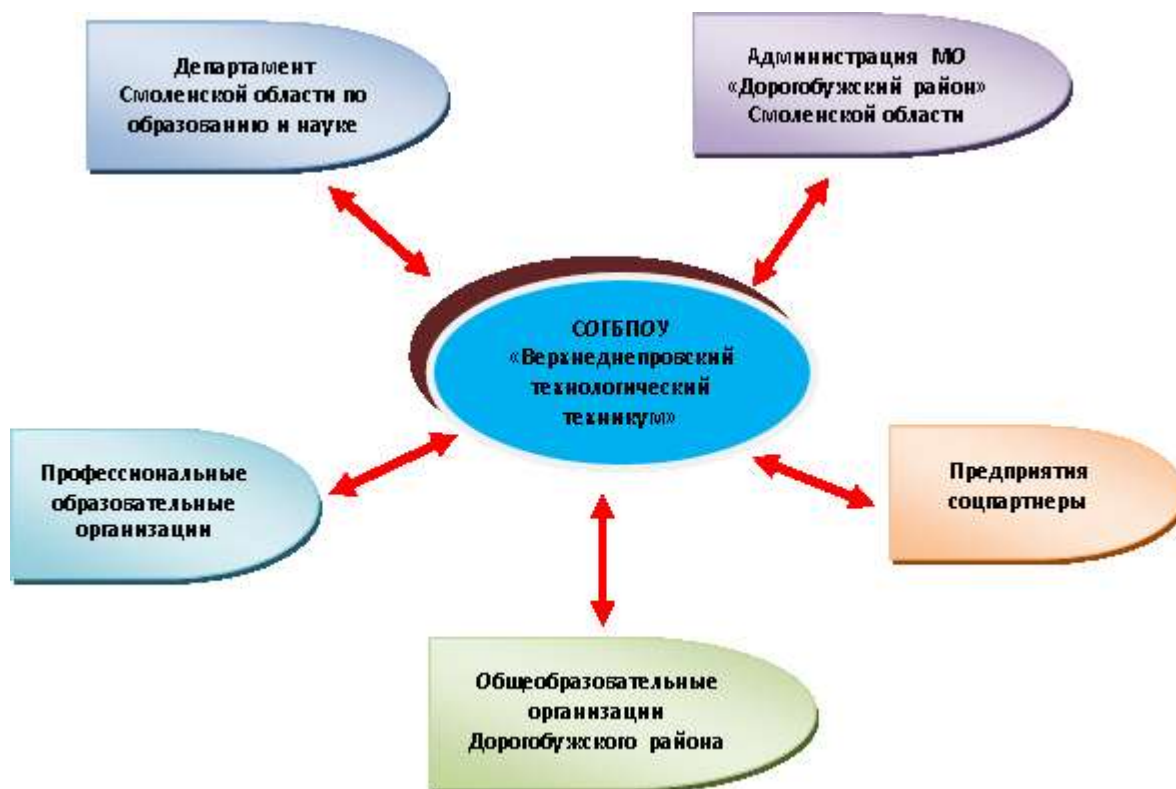 Департамент
Смоленской области по
образованию и науке
Администрация МО
«Дорогобужский район»
Смоленской области
СОГБПОУ
«Верхнеднепровский
технологический
техникум»
Профессиональные
образовательные
организации
Предприятия
соцпартнеры
Общеобразовательные
организации
Дорогобужского района